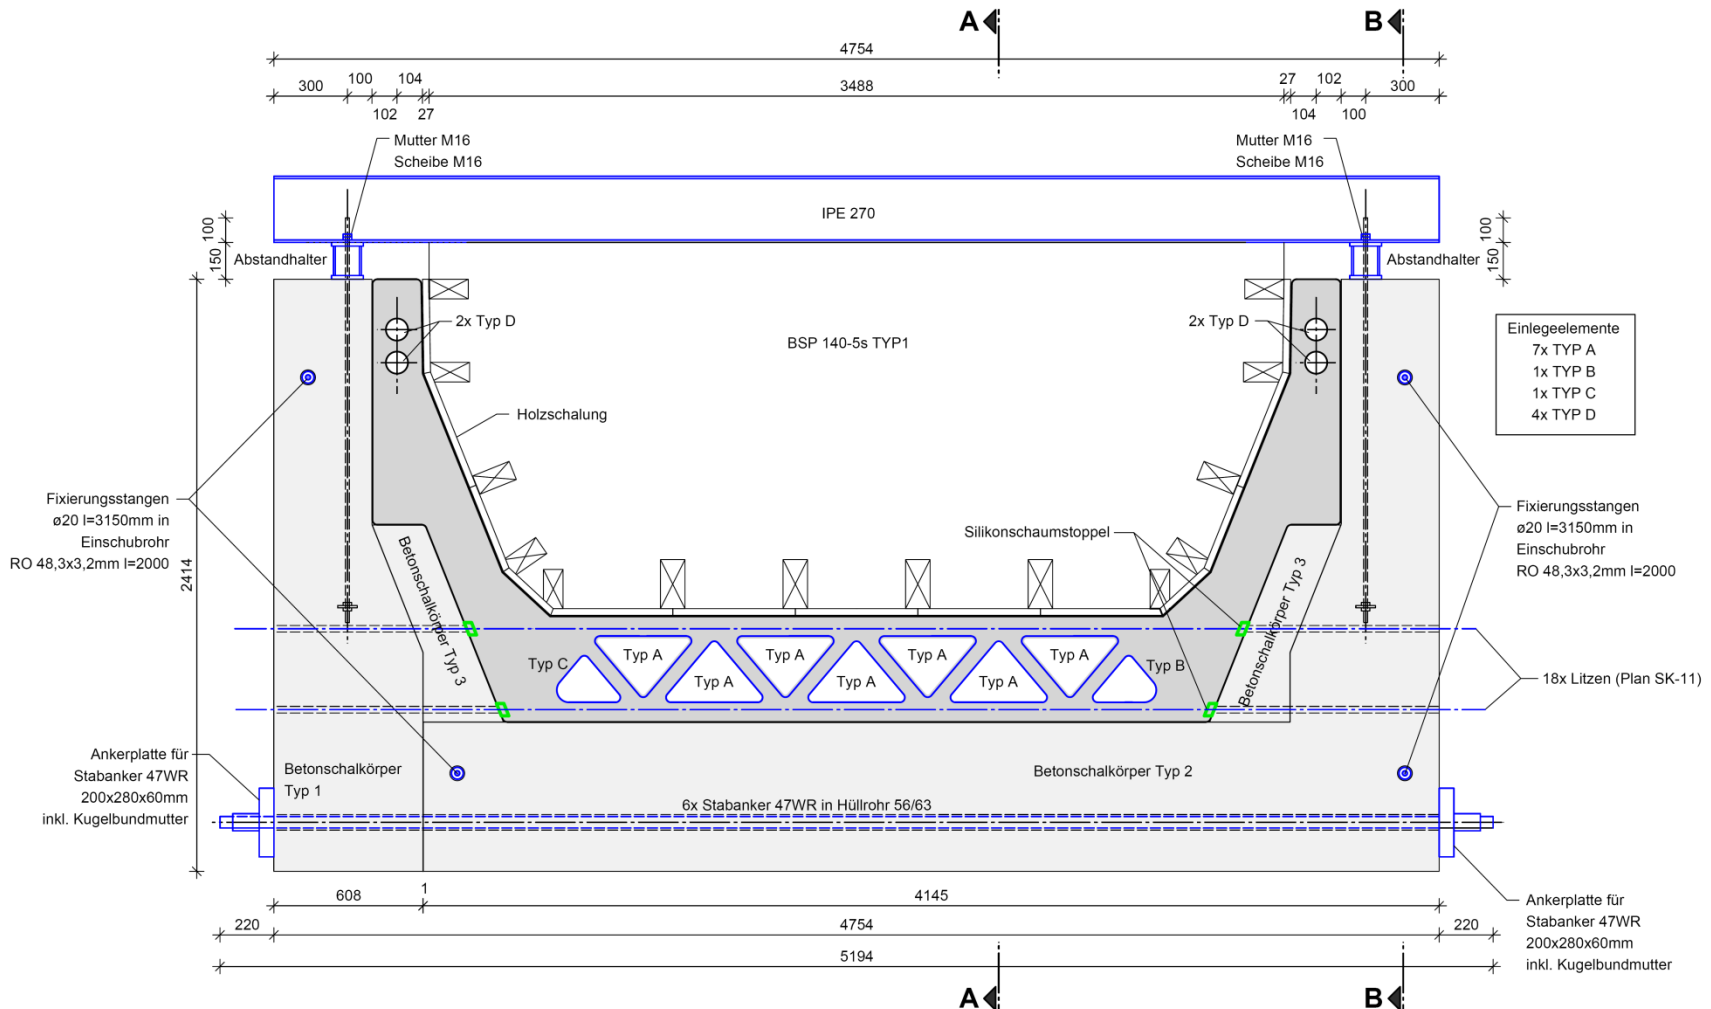 A
B
4754
100
104
27
102
300
3488
300
102
27
104
100
Mutter M16
Scheibe M16
Mutter M16
Scheibe M16
IPE 270
100
150
Abstandhalter
Abstandhalter
100
150
2x Typ D
BSP 140-5s TYP1
2x Typ D
Einlegeelemente
7x TYP A
1x TYP B
1x TYP C
4x TYP D
Holzschalung
Fixierungsstangen
ø20 l=3150mm in
Einschubrohr
RO 48,3x3,2mm l=2000
2414
Betonschalkörper Typ 3
Silikonschaumstoppel
Betonschalkörper Typ 3
Fixierungsstangen
ø20 l=3150mm in
Einschubrohr
RO 48,3x3,2mm l=2000
Typ C
Typ A
Typ A
Typ A
Typ A
Typ B
Typ A
Typ A
Typ A
18x Litzen (Plan SK-11)
Ankerplatte für
Stabanker 47WR
200x280x60mm
inkl. Kugelbundmutter
Betonschalkörper
Typ 1
Betonschalkörper Typ 2
6x Stabanker 47WR in Hüllrohr 56/63
608
1
4145
220
4754
220
5194
Ankerplatte für
Stabanker 47WR
200x280x60mm
inkl. Kugelbundmutter
A
B